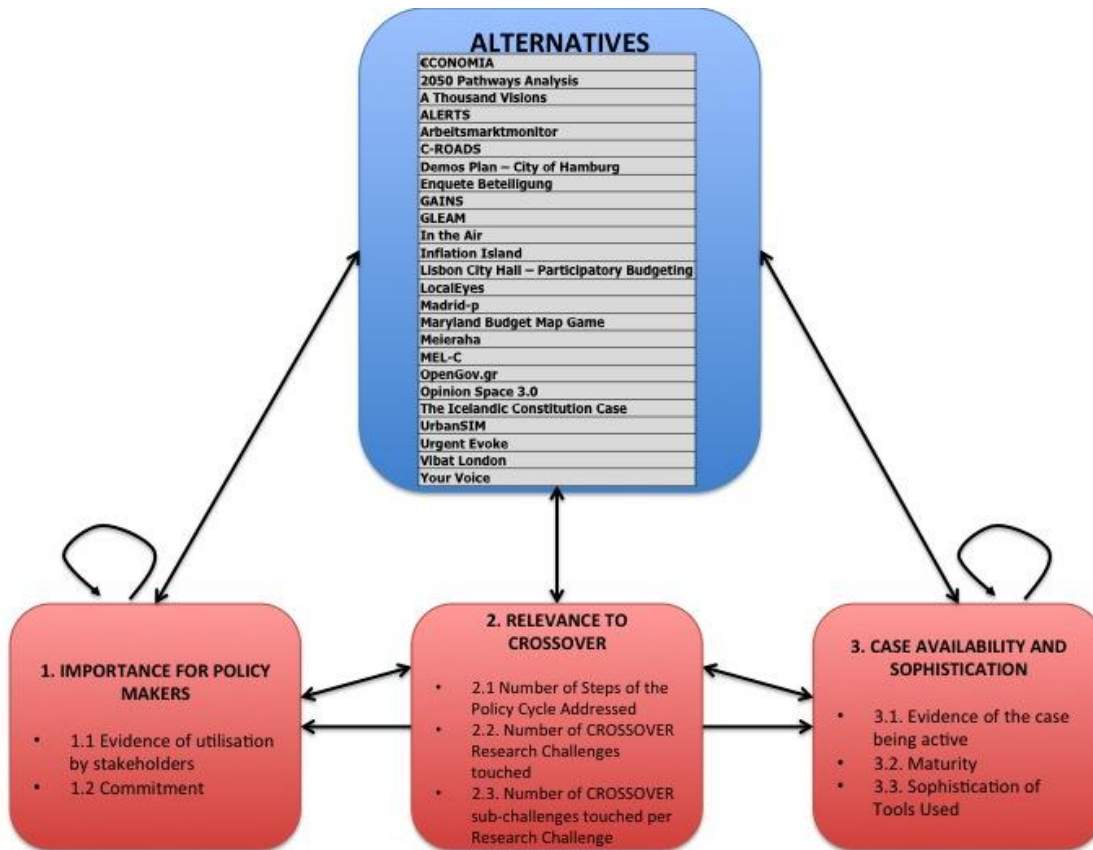 ALTERNATIVES
€CONOMIA
2050 Pathways Analysis
A Thousand Visions
ALERTS
Arbeitsmarktmonitor
C-ROADS
Demos Plan – City of Hamburg
Enquete Beteiligung
GAINS
GLEAM
In the Air
Inflation Island
Lisbon City Hall – Participatory Budgeting
LocalEyes
Madrid-p
Maryland Budget Map Game
Meieraha
MEL-C
OpenGov.gr
Opinion Space 3.0
The Icelandic Constitution Case
UrbanSIM
Urgent Evoke
Vibat London
Your Voice
1. IMPORTANCE FOR POLICY
MAKERS
• 1.1 Evidence of utilisation
by stakeholders
• 1.2 Commitment
2. RELEVANCE TO
CROSSOVER
• 2.1 Number of Steps of the
Policy Cycle Addressed
• 2.2. Number of CROSSOVER
Research Challenges
touched
• 2.3. Number of CROSSOVER
sub-challenges touched per
Research Challenge
3. CASE AVAILABILITY AND
SOPHISTICATION
• 3.1. Evidence of the case
being active
• 3.2. Maturity
• 3.3. Sophistication of
Tools Used